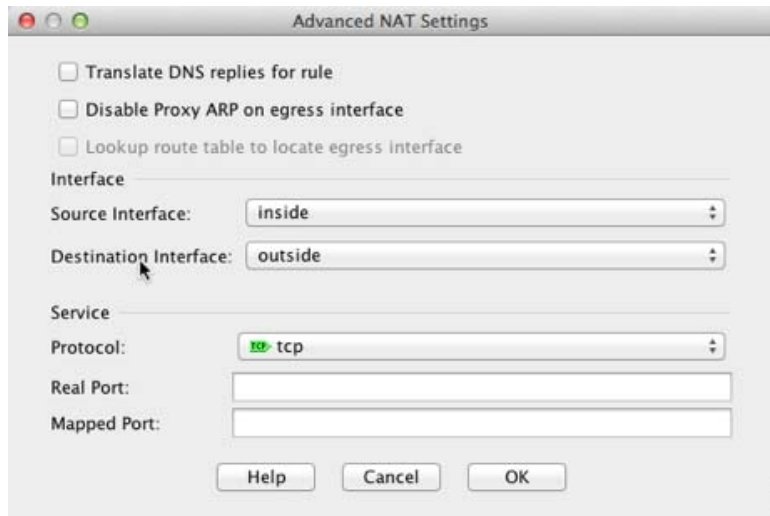 Advanced NAT Settings
Translate DNS replies for rule
Disable Proxy ARP on egress interface
Lookup route table to locate egress interface
Interface
Source Interface: inside
Destination Interface: outside
Service
Protocol: TCP tcp
Real Port:
Mapped Port:
Help Cancel OK